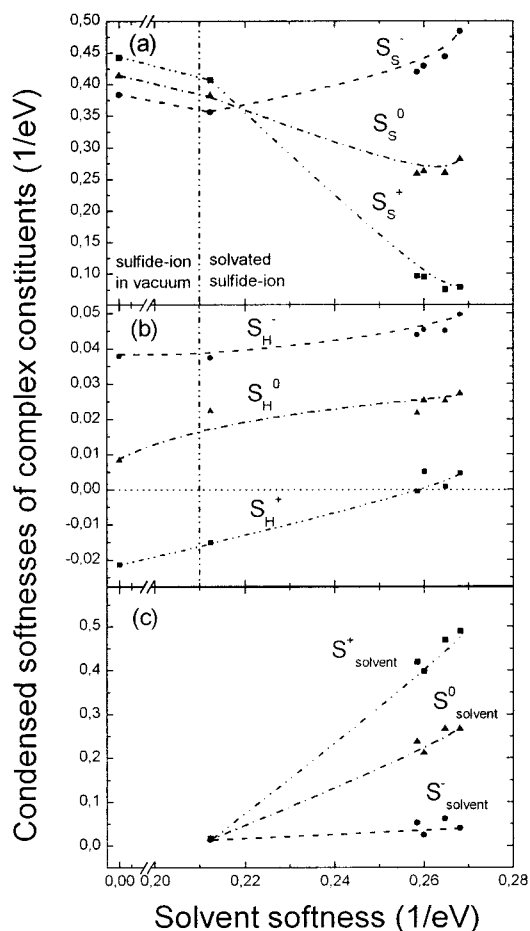 Condensed softnesses of complex constituents (1/eV)
(a)
0,50
0,45
0,40
0,35
0,30
0,25
0,20
0,15
0,10
S_S^-
S_S^0
S_S^+
sulfide-ion
in vacuum
solvated
sulfide-ion
(b)
0.05
0.04
0.03
0.02
0.01
0.00
-0.01
-0.02
S_H^-
S_H^0
S_H^+
(c)
0,5
0,4
0,3
0,2
0,1
0,0
S^+_solvent
S^0_solvent
S^-_solvent
0,00 0,20 0,22 0,24 0,26 0,28
Solvent softness (1/eV)